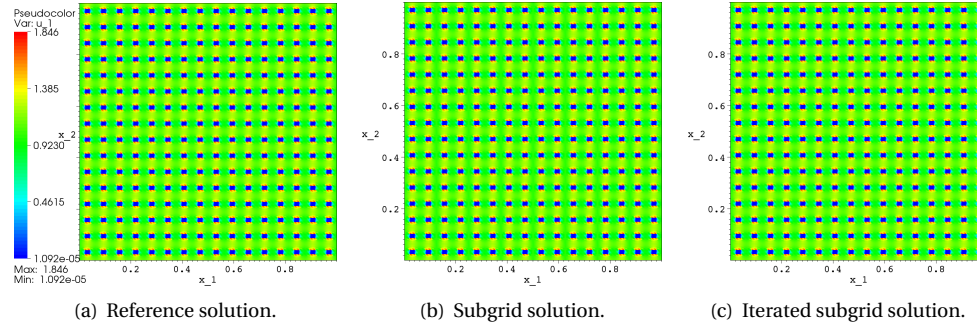 Pseudocolor
Var: u_1
1.846
1.385
0.9230
0.4615
1.092e-05
Max: 1.846
Min: 1.092e-05
x_2
0.2 0.4 0.6 0.8
x_1
(a) Reference solution.
0.8
0.6
x_2
0.4
0.2
0.2 0.4 0.6 0.8
x_1
(b) Subgrid solution.
0.8
0.6
x_2
0.4
0.2
0.2 0.4 0.6 0.8
x_1
(c) Iterated subgrid solution.